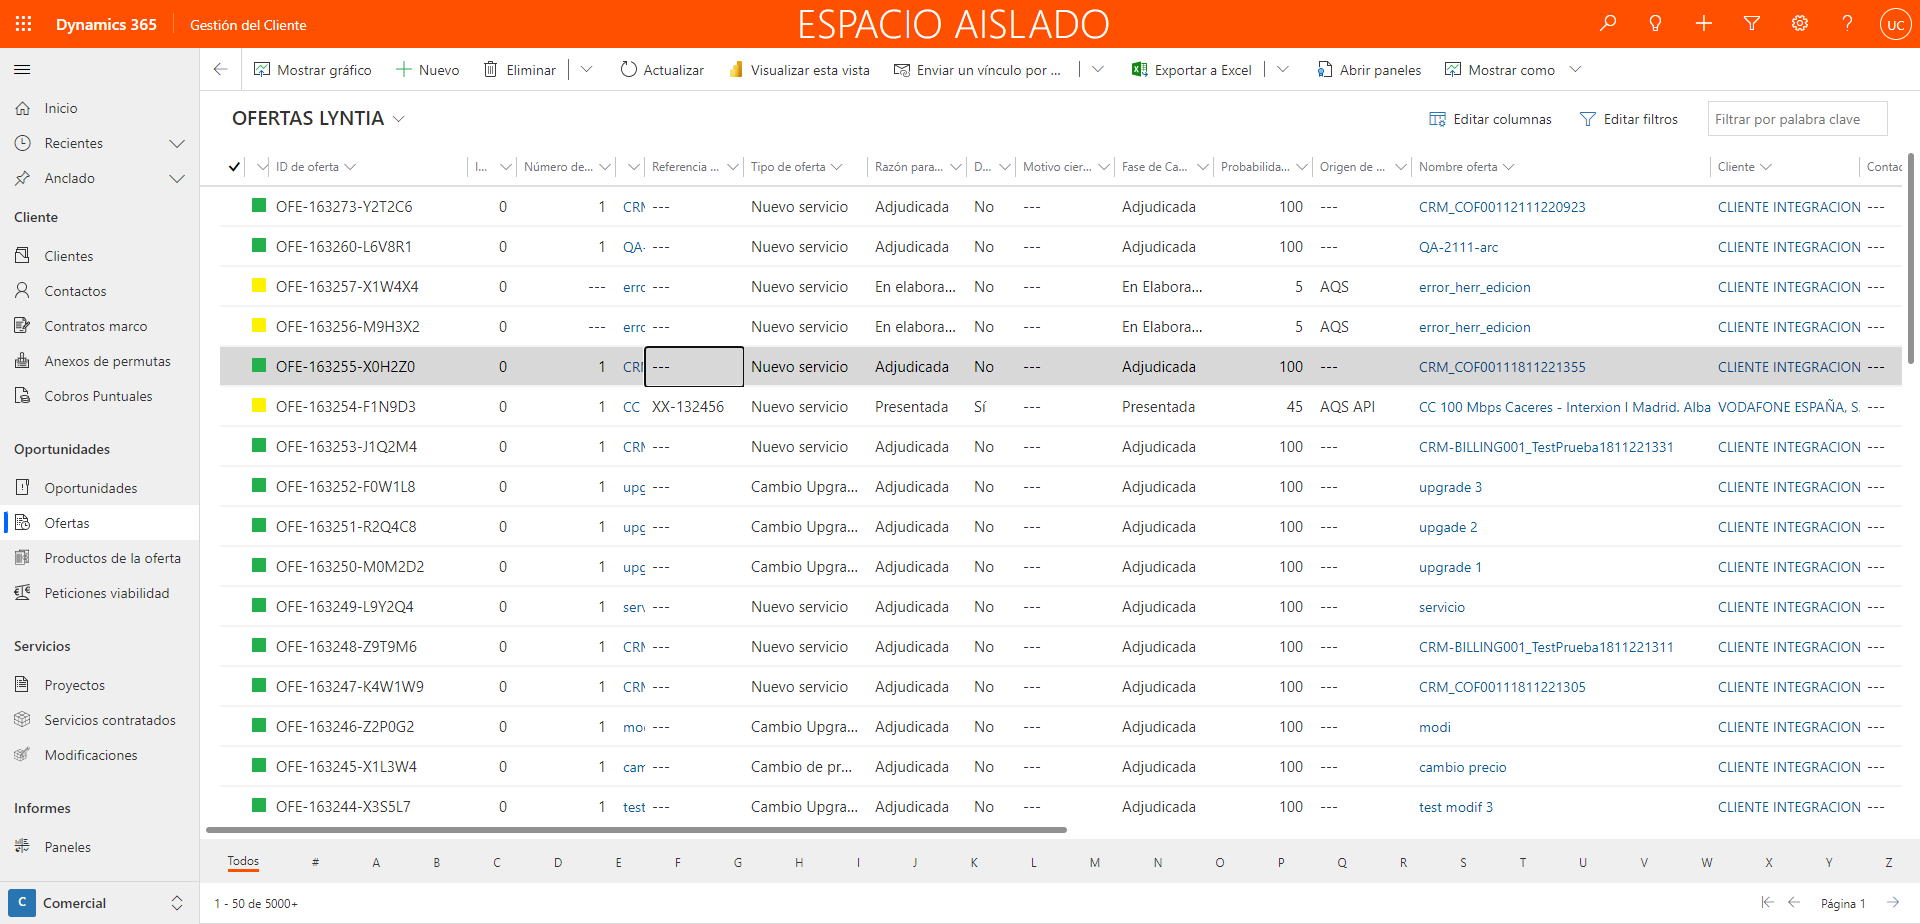 Dynamics 365 Gestión del Cliente ESPACIO AISLADO UC
Mostrar gráfico Nuevo Eliminar Actualizar Visualizar esta vista Enviar un vínculo por ... Exportar a Excel Abrir paneles Mostrar como
Inicio
Recientes
Anclado
Cliente
Clientes
Contactos
Contratos marco
Anexos de permutas
Cobros Puntuales
Oportunidades
Oportunidades
Ofertas
Productos de la oferta
Peticiones viabilidad
Servicios
Proyectos
Servicios contratados
Modificaciones
Informes
Paneles
C Comercial
OFERTAS LYNTIA Editar columnas Editar filtros Filtrar por palabra clave
ID de oferta I... Número de... Referencia ... Tipo de oferta Razón para... D... Motivo cier... Fase de Ca... Probabilida... Origen de ... Nombre oferta Cliente Contac
OFE-163273-Y2T2C6 0 1 CRM --- Nuevo servicio Adjudicada No --- Adjudicada 100 --- CRM_COF00112111220923 CLIENTE INTEGRACION ---
OFE-163260-L6V8R1 0 1 QA- --- Nuevo servicio Adjudicada No --- Adjudicada 100 --- QA-2111-arc CLIENTE INTEGRACION ---
OFE-163257-X1W4X4 0 --- errc --- Nuevo servicio En elabora... No --- En Elabora... 5 AQS error_herr_edicion CLIENTE INTEGRACION ---
OFE-163256-M9H3X2 0 --- errc --- Nuevo servicio En elabora... No --- En Elabora... 5 AQS error_herr_edicion CLIENTE INTEGRACION ---
OFE-163255-X0H2Z0 0 1 CRM --- Nuevo servicio Adjudicada No --- Adjudicada 100 --- CRM_COF00111811221355 CLIENTE INTEGRACION ---
OFE-163254-F1N9D3 0 1 CC XX-132456 Nuevo servicio Presentada Sí --- Presentada 45 AQS API CC 100 Mbps Caceres - Interxion I Madrid. Alba VODAFONE ESPAÑA, S. ---
OFE-163253-J1Q2M4 0 1 CRM --- Nuevo servicio Adjudicada No --- Adjudicada 100 --- CRM-BILLING001_TestPrueba1811221331 CLIENTE INTEGRACION ---
OFE-163252-F0W1L8 0 1 upg --- Cambio Upgra... Adjudicada No --- Adjudicada 100 --- upgrade 3 CLIENTE INTEGRACION ---
OFE-163251-R2Q4C8 0 1 upg --- Cambio Upgra... Adjudicada No --- Adjudicada 100 --- upgade 2 CLIENTE INTEGRACION ---
OFE-163250-M0M2D2 0 1 upg --- Cambio Upgra... Adjudicada No --- Adjudicada 100 --- upgrade 1 CLIENTE INTEGRACION ---
OFE-163249-L9Y2Q4 0 1 serv --- Nuevo servicio Adjudicada No --- Adjudicada 100 --- servicio CLIENTE INTEGRACION ---
OFE-163248-Z9T9M6 0 1 CRM --- Nuevo servicio Adjudicada No --- Adjudicada 100 --- CRM-BILLING001_TestPrueba1811221311 CLIENTE INTEGRACION ---
OFE-163247-K4W1W9 0 1 CRM --- Nuevo servicio Adjudicada No --- Adjudicada 100 --- CRM_COF00111811221305 CLIENTE INTEGRACION ---
OFE-163246-Z2P0G2 0 1 mo --- Cambio Upgra... Adjudicada No --- Adjudicada 100 --- modi CLIENTE INTEGRACION ---
OFE-163245-X1L3W4 0 1 cam --- Cambio de pr... Adjudicada No --- Adjudicada 100 --- cambio precio CLIENTE INTEGRACION ---
OFE-163244-X3S5L7 0 1 test --- Cambio Upgra... Adjudicada No --- Adjudicada 100 --- test modif 3 CLIENTE INTEGRACION ---
Todos # A B C D E F G H I J K L M N O P Q R S T U V W X Y Z
1 - 50 de 5000+ Página 1